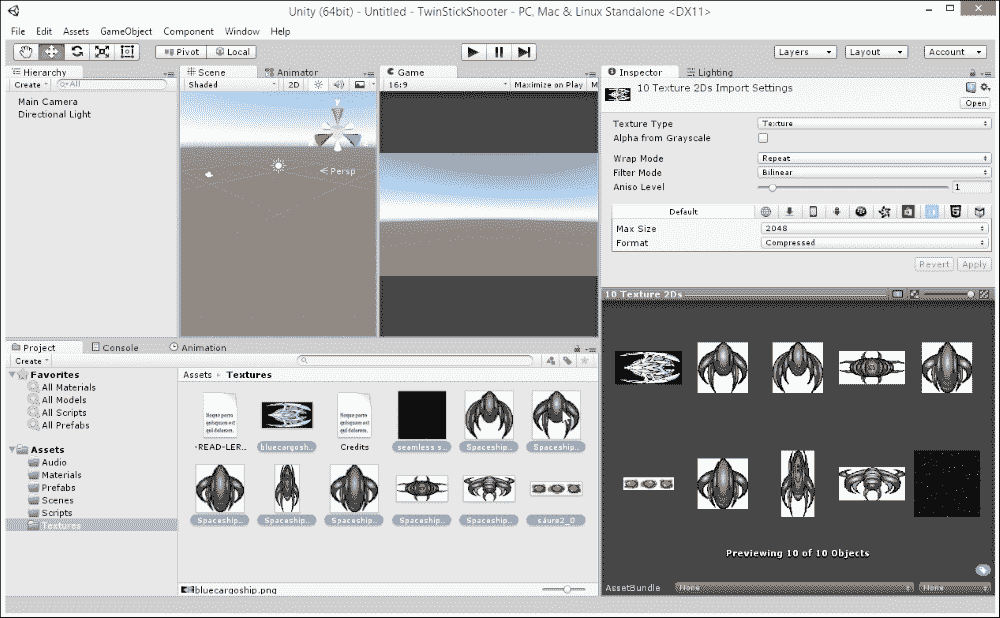 Unity (64bit) - Untitled - TwinStickShooter - PC, Mac & Linux Standalone <DX11>
File Edit Assets GameObject Component Window Help
Pivot Local Layers Layout Account
Hierarchy
Create All
Main Camera
Directional Light
Scene Animator
Shaded 2D
Persp
Game
16:9 Maximize on Play M
Inspector Lighting
10 Texture 2Ds Import Settings
Open
Texture Type Texture
Alpha from Grayscale
Wrap Mode Repeat
Filter Mode Bilinear
Aniso Level 1
Default
Max Size 2048
Format Compressed
Revert Apply
10 Texture 2Ds
Previewing 10 of 10 Objects
AssetBundle None None
Project Console Animation
Create
Favorites
All Materials
All Models
All Scripts
All Prefabs
Assets
Audio
Materials
Prefabs
Scenes
Scripts
Textures
Assets Textures
-READ-LER.. bluecargosh.. Credits seamless s.. Spaceship.. Spaceship..
Spaceship.. Spaceship.. Spaceship.. Spaceship.. Spaceship.. säure2_0
bluecargoship.png